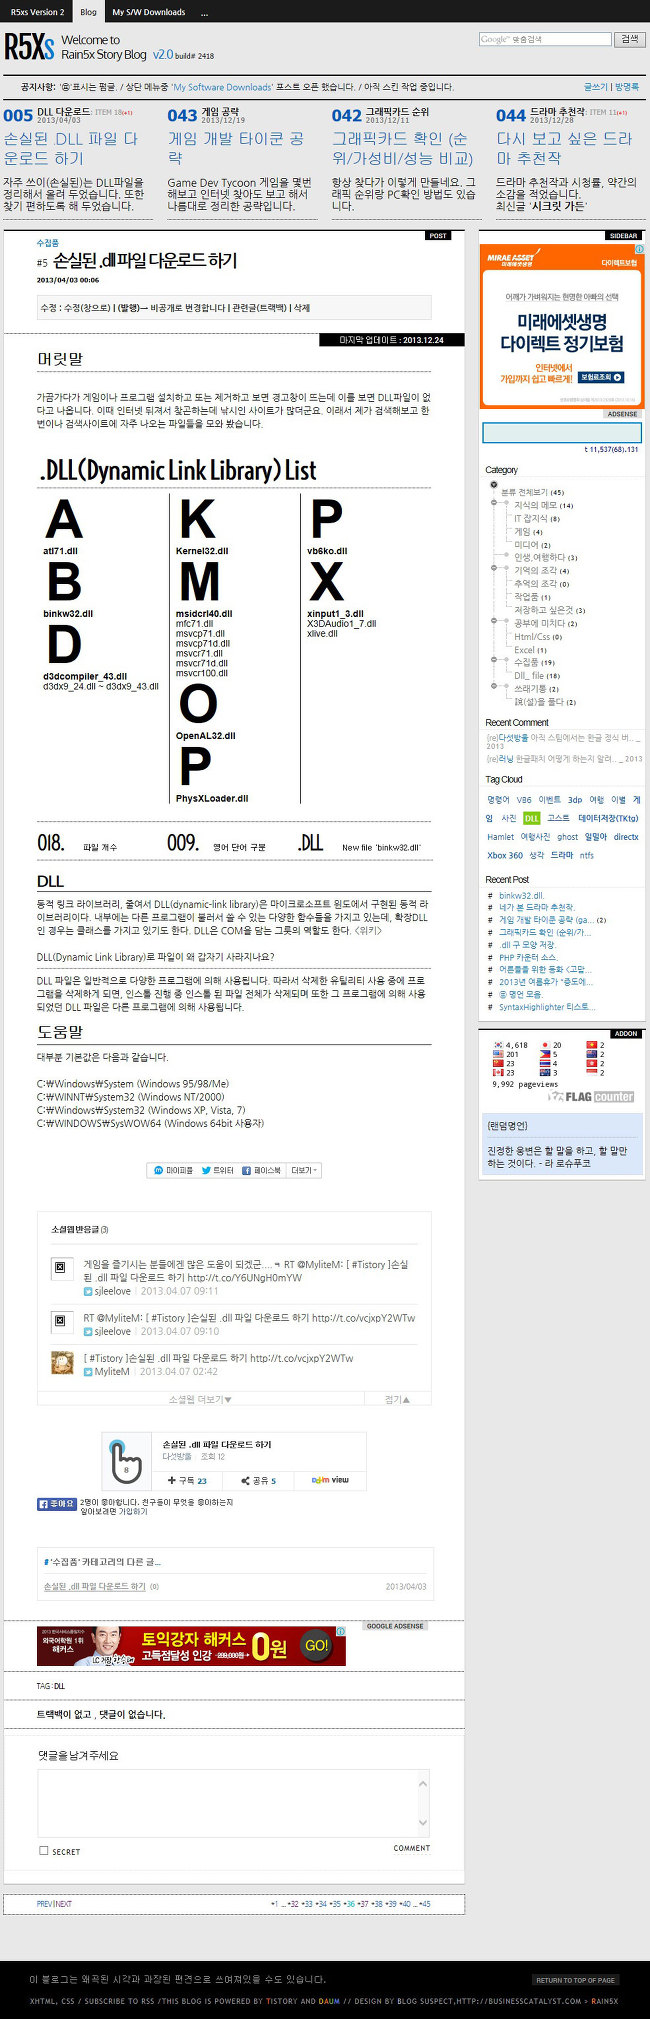 R5xs Version 2 Blog My S/W Downloads ...
R5Xs Welcome to
Rain5x Story Blog v2.0 build# 2418
Google™ 맞춤검색 검색
공지사항: '@'표시는 펌글. / 상단 메뉴중 'My Software Downloads' 포스트 오픈 했습니다. / 아직 스킨 작업 중입니다. 글쓰기 | 방명록
005 DLL 다운로드: ITEM 18(+1)
2013/04/03
손실된 .DLL 파일 다
운로드 하기
자주 쓰이(손실된)는 DLL파일을
정리해서 올려 두었습니다. 또한
찾기 편하도록 해 두었습니다.
043 게임 공략
2013/12/19
게임 개발 타이쿤 공
략
Game Dev Tycoon 게임을 몇번
해보고 인터넷 찾아도 보고 해서
나름대로 정리한 공략입니다.
042 그래픽카드 순위
2013/12/11
그래픽카드 확인 (순
위/가성비/성능 비교)
항상 찾다가 이렇게 만들네요. 그
래픽 순위랑 PC확인 방법도 있습
니다.
044 드라마 추천작: ITEM 11(+1)
2013/12/28
다시 보고 싶은 드라
마 추천작
드라마 추천작과 시청률, 약간의
소감을 적었습니다.
최신글 '시크릿 가든'
POST
수집품
#5 손실된 .dll 파일 다운로드 하기
2013/04/03 00:06
수정 : 수정(창으로) | (발행)→ 비공개로 변경합니다 | 관련글(트랙백) | 삭제
마지막 업데이트 : 2013.12.24
머릿말
가끔가다가 게임이나 프로그램 설치하고 또는 제거하고 보면 경고창이 뜨는데 이를 보면 DLL파일이 없
다고 나옵니다. 이때 인터넷 뒤져서 찾곤하는데 낚시인 사이트가 많더군요. 이래서 제가 검색해보고 한
번이나 검색사이트에 자주 나오는 파일들을 모와 봤습니다.
.DLL(Dynamic Link Library) List
A
atl71.dll
B
binkw32.dll
D
d3dcompiler_43.dll
d3dx9_24.dll ~ d3dx9_43.dll
K
Kernel32.dll
M
msidcrl40.dll
mfc71.dll
msvcp71.dll
msvcp71d.dll
msvcr71.dll
msvcr71d.dll
msvcr100.dll
O
OpenAL32.dll
P
PhysXLoader.dll
P
vb6ko.dll
X
xinput1_3.dll
X3DAudio1_7.dll
xlive.dll
018. 파일 개수 009. 영어 단어 구분 .DLL New file 'binkw32.dll'
DLL
동적 링크 라이브러리, 줄여서 DLL(dynamic-link library)은 마이크로소프트 윈도에서 구현된 동적 라
이브러리이다. 내부에는 다른 프로그램이 불러서 쓸 수 있는 다양한 함수들을 가지고 있는데, 확장DLL
인 경우는 클래스를 가지고 있기도 한다. DLL은 COM을 담는 그릇의 역할도 한다. <위키>
DLL(Dynamic Link Library)로 파일이 왜 갑자기 사라지나요?
DLL 파일은 일반적으로 다양한 프로그램에 의해 사용됩니다. 따라서 삭제한 유틸리티 사용 중에 프로
그램을 삭제하게 되면, 인스톨 진행 중 인스톨 된 파일 전체가 삭제되며 또한 그 프로그램에 의해 사용
되었던 DLL 파일은 다른 프로그램에 의해 사용됩니다.
도움말
대부분 기본값은 다음과 같습니다.
C:₩Windows₩System (Windows 95/98/Me)
C:₩WINNT₩System32 (Windows NT/2000)
C:₩Windows₩System32 (Windows XP, Vista, 7)
C:₩WINDOWS₩SysWOW64 (Windows 64bit 사용자)
마이피플 트위터 페이스북 더보기
소셜웹 반응글 (3)
게임을 즐기시는 분들에겐 많은 도움이 되겠군.... RT @MyliteM: [ #Tistory ]손실
된 .dll 파일 다운로드 하기 http://t.co/Y6UNgH0mYW
sjleelove | 2013.04.07 09:11
RT @MyliteM: [ #Tistory ]손실된 .dll 파일 다운로드 하기 http://t.co/vcjxpY2WTw
sjleelove | 2013.04.07 09:10
[ #Tistory ]손실된 .dll 파일 다운로드 하기 http://t.co/vcjxpY2WTw
MyliteM | 2013.04.07 02:42
소셜웹 더보기▼ 접기▲
8
손실된 .dll 파일 다운로드 하기
다섯방울 | 조회 12
구독 23 공유 5 Daum view
좋아요 2명이 좋아합니다. 친구들이 무엇을 좋아하는지
알아보려면 가입하기
# '수집품' 카테고리의 다른 글...
손실된 .dll 파일 다운로드 하기 (0) 2013/04/03
GOOGLE ADSENSE
외국어학원 1위
해커스
토익강자 해커스
고득점달성 인강
0원 GO!
TAG : DLL
트랙백이 없고 , 댓글이 없습니다.
댓글을 남겨 주세요
SECRET COMMENT
PREV | NEXT +1 ... +32 +33 +34 +35 +36 +37 +38 +39 +40 ... +45
SIDEBAR
MIRAE ASSET
미래에셋생명
다이렉트보험
어깨가 가벼워지는 현명한 아빠의 선택
미래에셋생명
다이렉트 정기보험
인터넷에서
가입까지 쉽고 빠르게!
보험료조회
ADSENSE
t 11,537(68).131
Category
분류 전체보기 (45)
지식의 메모 (14)
IT 잡지식 (8)
게임 (4)
미디어 (2)
인생,여행하다 (3)
기억의 조각 (4)
추억의 조각 (0)
작업품 (1)
저장하고 싶은것 (3)
공부에 미치다 (2)
Html/Css (0)
Excel (1)
수집품 (19)
Dll_ file (18)
쓰래기통 (2)
說(설)을 풀다 (2)
Recent Comment
(re)다섯방울 아직 스팀에서는 한글 정식 버.. _
2013
(re)러닝 한글패치 어떻게 하는지 알려.. _ 2013
Tag Cloud
명령어 VB6 이벤트 3dp 여행 이별 게
임 사진 DLL 고스트 데이터저장(TKtg)
Hamlet 여행사진 ghost 알맬아 directx
Xbox 360 생각 드라마 ntfs
Recent Post
# binkw32.dll.
# 네가 본 드라마 추천작.
# 게임 개발 타이쿤 공략 (ga... (2)
# 그래픽카드 확인 (순위/가...
# .dll 구 모양 저장.
# PHP 카운터 소스.
# 어른들을 위한 동화 <고맙...
# 2013년 여름휴가 "증도에...
# @ 명언 모음.
# SyntaxHighlighter 티스토...
ADDON
4,618 20 2
201 5 2
23 4 2
23 3 2
9,992 pageviews
FLAG counter
{랜덤명언}
진정한 웅변은 할 말을 하고, 할 말만
하는 것이다. - 라 로슈푸코
이 블로그는 왜곡된 시각과 과장된 편견으로 쓰여져있을 수도 있습니다.
RETURN TO TOP OF PAGE
XHTML, CSS / SUBSCRIBE TO RSS /THIS BLOG IS POWERED BY TISTORY AND DAUM // DESIGN BY BLOG SUSPECT,HTTP://BUSINESSCATALYST.COM > RAIN5X